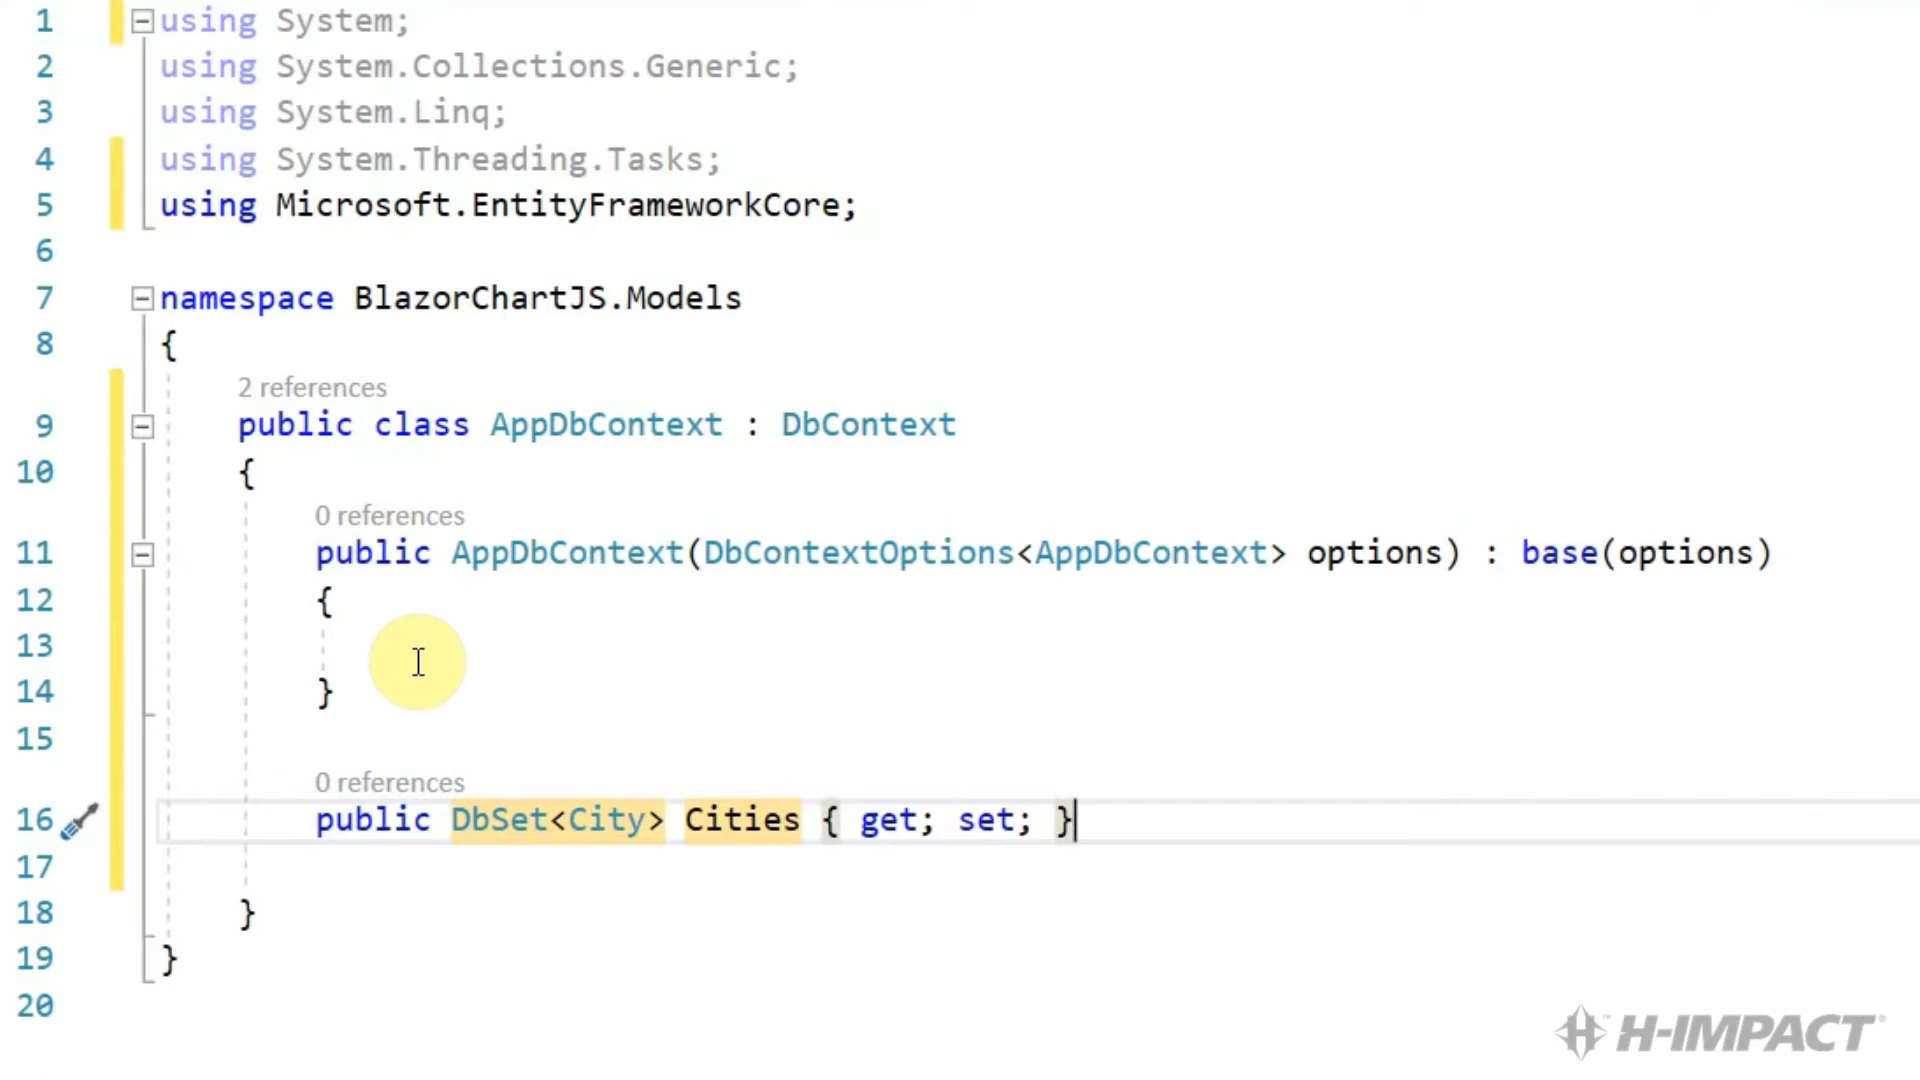 1 using System;
2 using System.Collections.Generic;
3 using System.Linq;
4 using System.Threading.Tasks;
5 using Microsoft.EntityFrameworkCore;
6
7 namespace BlazorChartJS.Models
8 {
2 references
9 public class AppDbContext : DbContext
10 {
0 references
11 public AppDbContext(DbContextOptions<AppDbContext> options) : base(options)
12 {
13
14 }
15
0 references
16 public DbSet<City> Cities { get; set; }
17
18 }
19 }
20
H-IMPACT